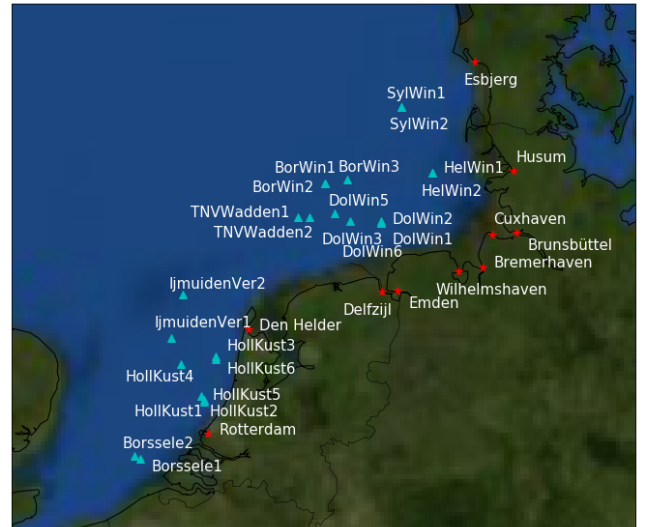 Esbjerg
SylWin1
SylWin2
Husum
BorWin1
BorWin3
HelWin1
BorWin2
HelWin2
DolWin5
TNVWadden1
DolWin2
Cuxhaven
TNVWadden2
DolWin3
DolWin1
Brunsbüttel
DolWin6
Bremerhaven
IjmuidenVer2
Wilhelmshaven
Delfzijl
Emden
IjmuidenVer1
Den Helder
HollKust3
HollKust4
HollKust6
HollKust5
HollKust1
HollKust2
Rotterdam
Borssele2
Borssele1